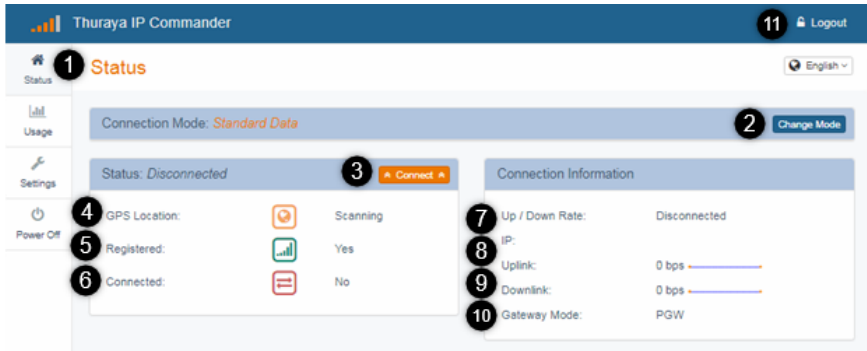 Thuraya IP Commander
11
Logout
Status
1
Status
English
Usage
Connection Mode: Standard Data
2
Change Mode
Settings
Status: Disconnected
3
Connect
Connection Information
Power Off
4
GPS Location:
Scanning
5
Registered:
Yes
6
Connected:
No
7
Up / Down Rate:
Disconnected
8
IP:
Uplink:
0 bps
9
Downlink:
0 bps
10
Gateway Mode:
PGW